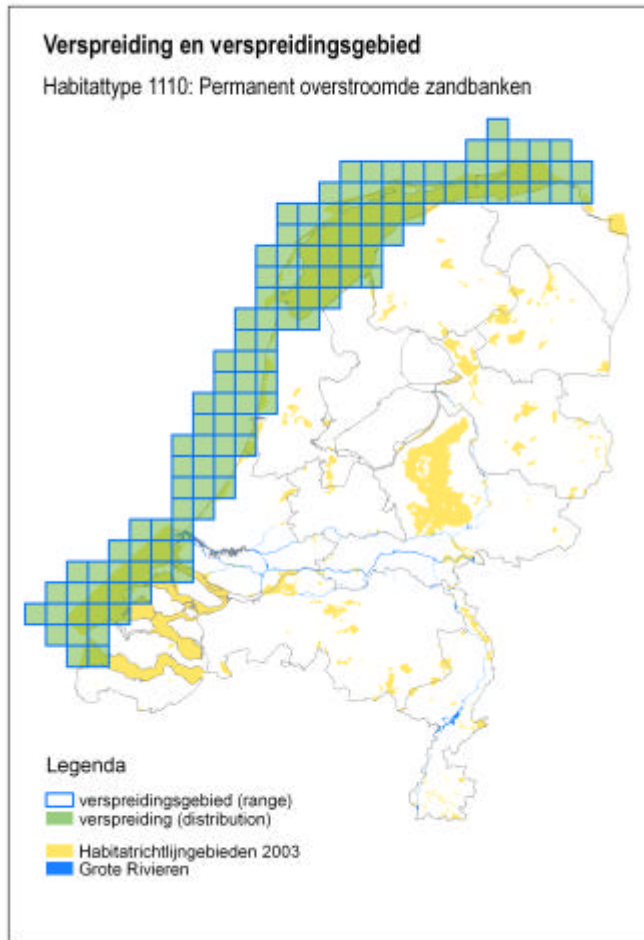 Verspreiding en verspreidingsgebied
Habitattype 1110: Permanent overstroomde zandbanken
Legenda
verspreidingsgebied (range)
verspreiding (distribution)
Habitatrichtlijngebieden 2003
Grote Rivieren